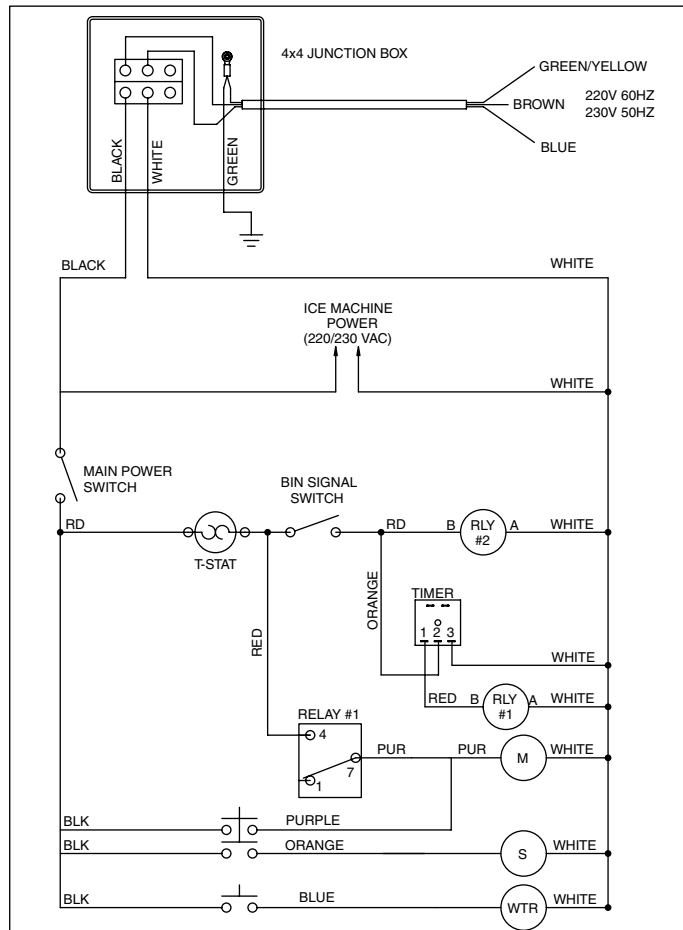 4x4 JUNCTION BOX
GREEN/YELLOW
BROWN
220V 60HZ
230V 50HZ
BLUE
BLACK
WHITE
GREEN
BLACK
WHITE
ICE MACHINE
POWER
(220/230 VAC)
WHITE
MAIN POWER
SWITCH
BIN SIGNAL
SWITCH
RD
T-STAT
RD
B
RLY
#2
A
WHITE
ORANGE
TIMER
1 2 3
WHITE
RED
RED
B
RLY
#1
A
WHITE
RELAY #1
4
7
1
PUR
PUR
M
WHITE
BLK
PURPLE
BLK
ORANGE
S
WHITE
BLK
BLUE
WTR
WHITE